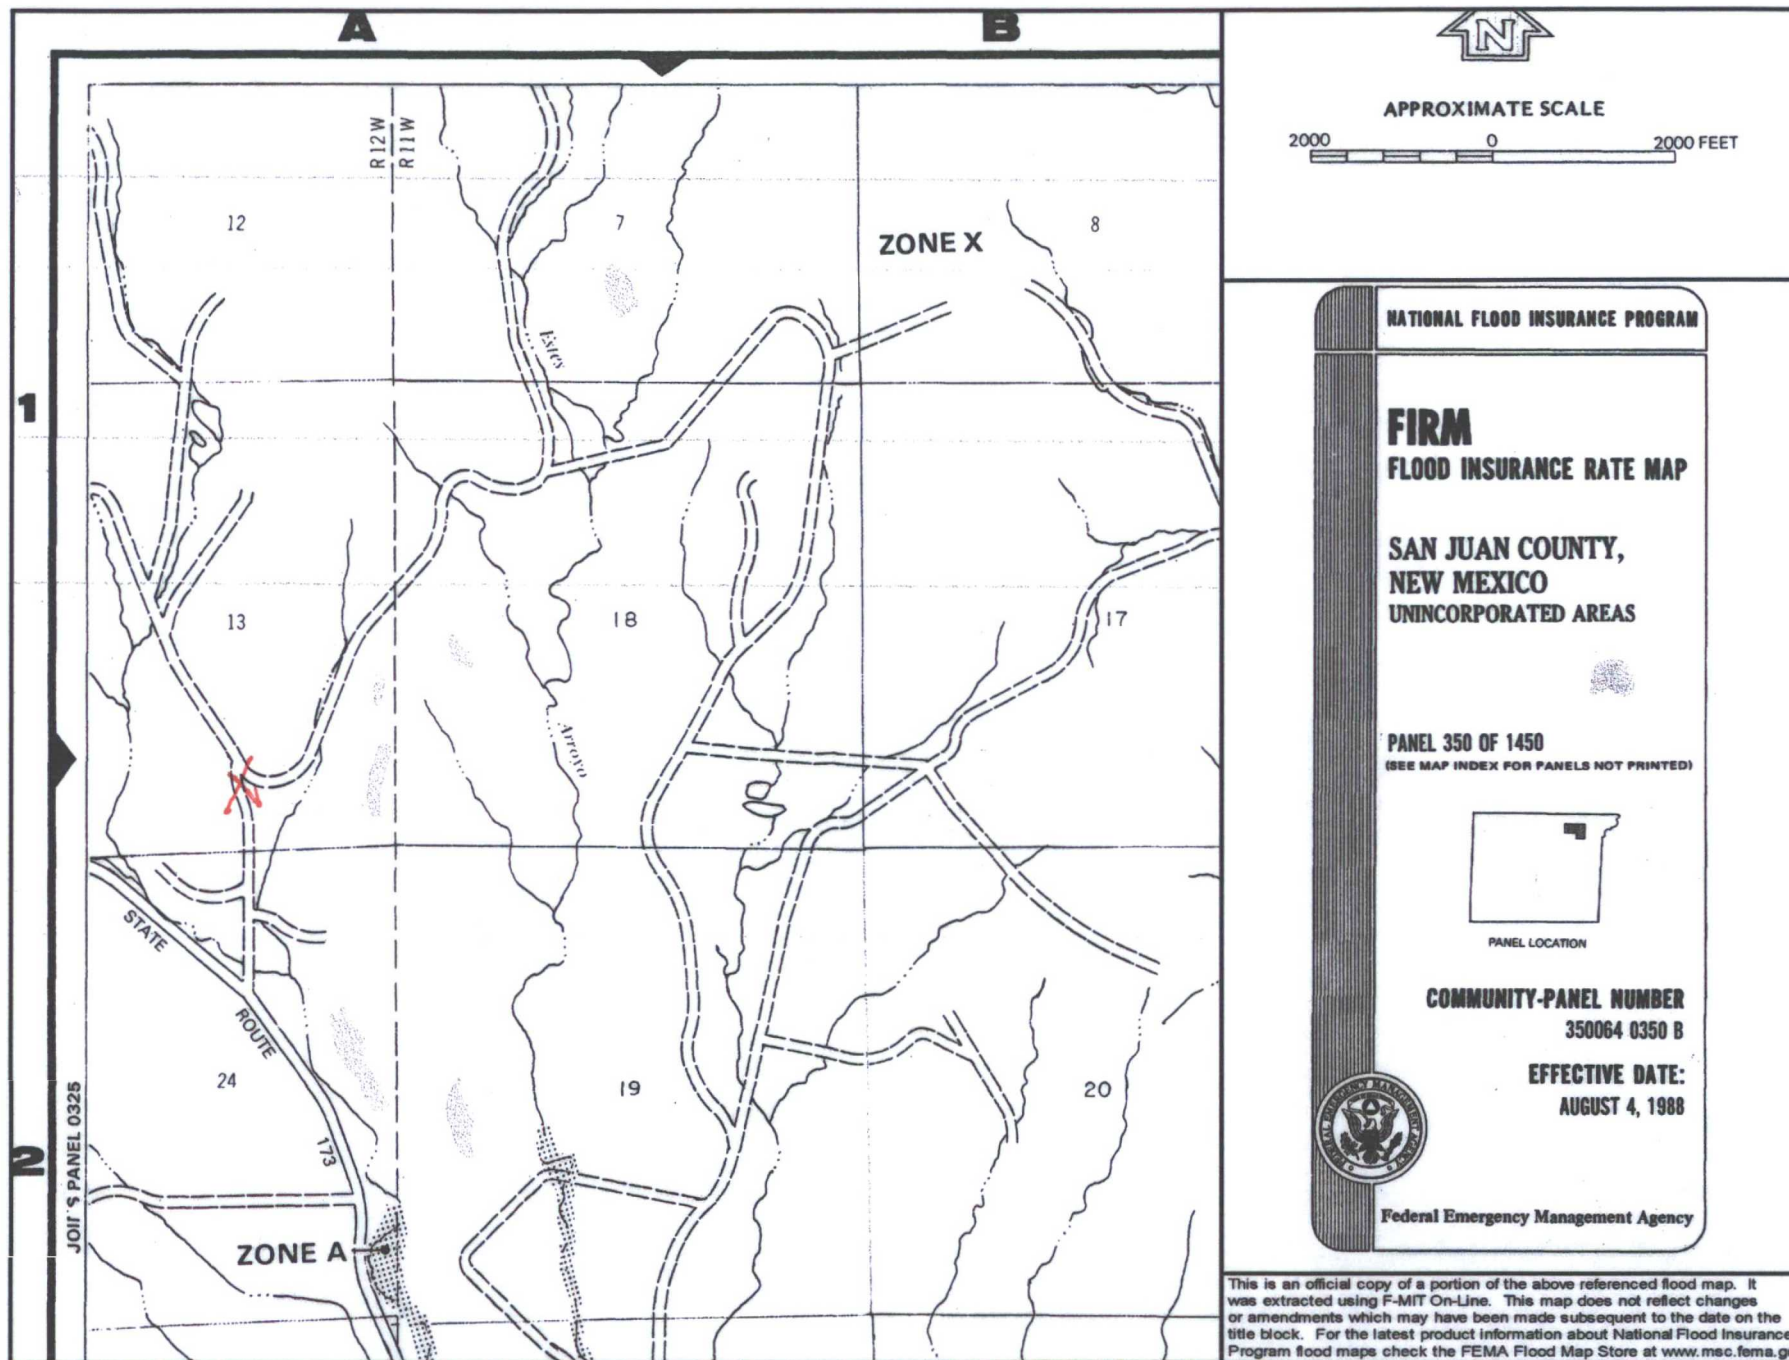 A
B
N
APPROXIMATE SCALE
2000 0 2000 FEET
R12W
R11W
12
7
8
ZONE X
Estes
1
13
18
17
Arroyo
STATE
ROUTE
173
24
19
20
2
PANEL 0325
ZONE A
NATIONAL FLOOD INSURANCE PROGRAM
FIRM
FLOOD INSURANCE RATE MAP
SAN JUAN COUNTY,
NEW MEXICO
UNINCORPORATED AREAS
PANEL 350 OF 1450
(SEE MAP INDEX FOR PANELS NOT PRINTED)
PANEL LOCATION
COMMUNITY-PANEL NUMBER
350064 0350 B
EFFECTIVE DATE:
AUGUST 4, 1988
FEDERAL EMERGENCY MANAGEMENT AGENCY
Federal Emergency Management Agency
This is an official copy of a portion of the above referenced flood map. It
was extracted using F-MIT On-Line. This map does not reflect changes
or amendments which may have been made subsequent to the date on the
title block. For the latest product information about National Flood Insurance
Program flood maps check the FEMA Flood Map Store at www.msc.fema.g